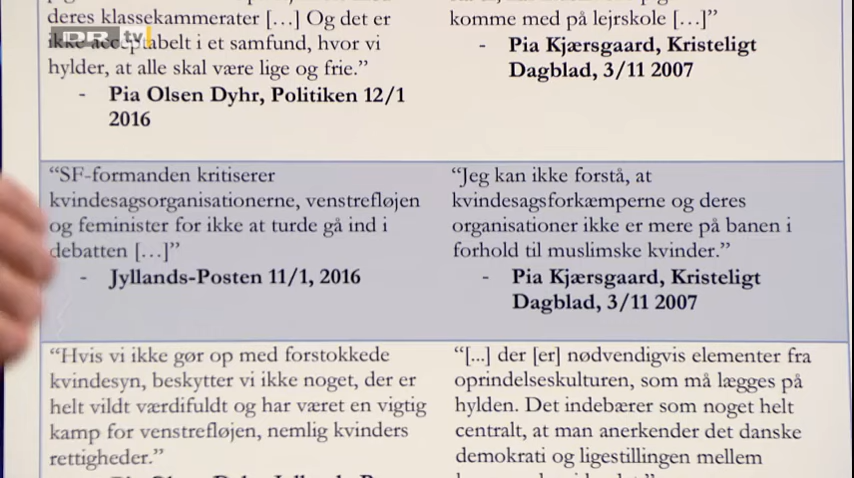 deres klassekammerater […] Og det er
ikke acceptabelt i et samfund, hvor vi
hylder, at alle skal være lige og frie.”
- Pia Olsen Dyhr, Politiken 12/1
2016
komme med på lejrskole […]”
- Pia Kjærsgaard, Kristeligt
Dagblad, 3/11 2007
“SF-formanden kritiserer
kvindesagsorganisationerne, venstrefløjen
og feminister for ikke at turde gå ind i
debatten […]”
- Jyllands-Posten 11/1, 2016
“Jeg kan ikke forstå, at
kvindesagsforkæmperne og deres
organisationer ikke er mere på banen i
forhold til muslimske kvinder.”
- Pia Kjærsgaard, Kristeligt
Dagblad, 3/11 2007
“Hvis vi ikke gør op med forstokkede
kvindesyn, beskytter vi ikke noget, der er
helt vildt værdifuldt og har været en vigtig
kamp for venstrefløjen, nemlig kvinders
rettigheder.”
“[...] der [er] nødvendigvis elementer fra
oprindelseskulturen, som må lægges på
hylden. Det indebærer som noget helt
centralt, at man anerkender det danske
demokrati og ligestillingen mellem
DR tv